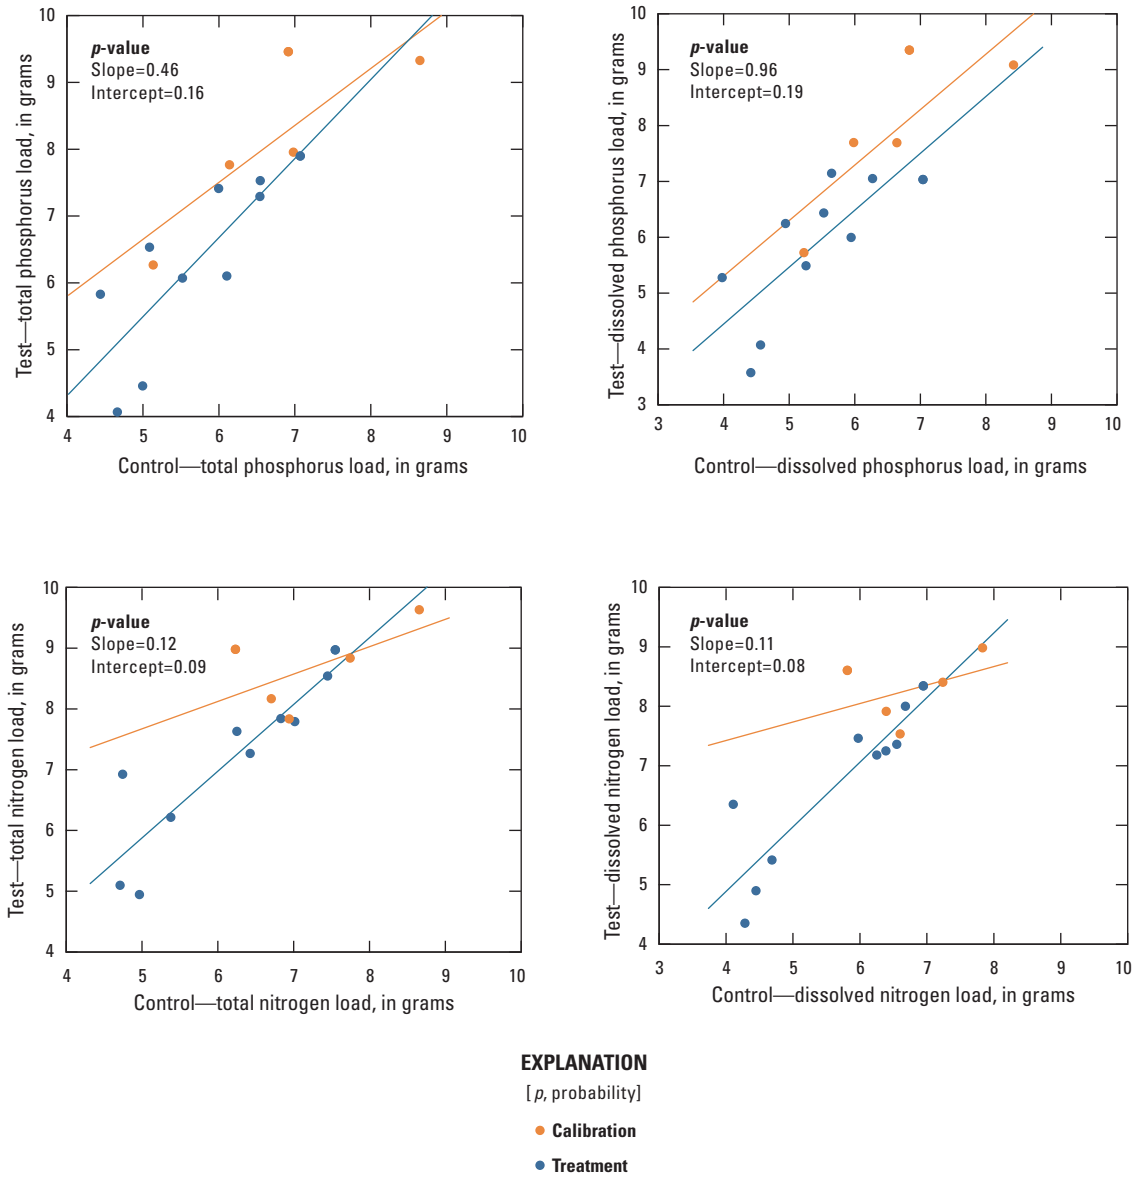 10
9
8
7
6
5
4
Test—total phosphorus load, in grams
p-value
Slope=0.46
Intercept=0.16
4 5 6 7 8 9 10
Control—total phosphorus load, in grams
10
9
8
7
6
5
4
3
Test—dissolved phosphorus load, in grams
p-value
Slope=0.96
Intercept=0.19
3 4 5 6 7 8 9 10
Control—dissolved phosphorus load, in grams
10
9
8
7
6
5
4
Test—total nitrogen load, in grams
p-value
Slope=0.12
Intercept=0.09
4 5 6 7 8 9 10
Control—total nitrogen load, in grams
10
9
8
7
6
5
4
Test—dissolved nitrogen load, in grams
p-value
Slope=0.11
Intercept=0.08
3 4 5 6 7 8 9 10
Control—dissolved nitrogen load, in grams
EXPLANATION
[ p, probability]
Calibration
Treatment